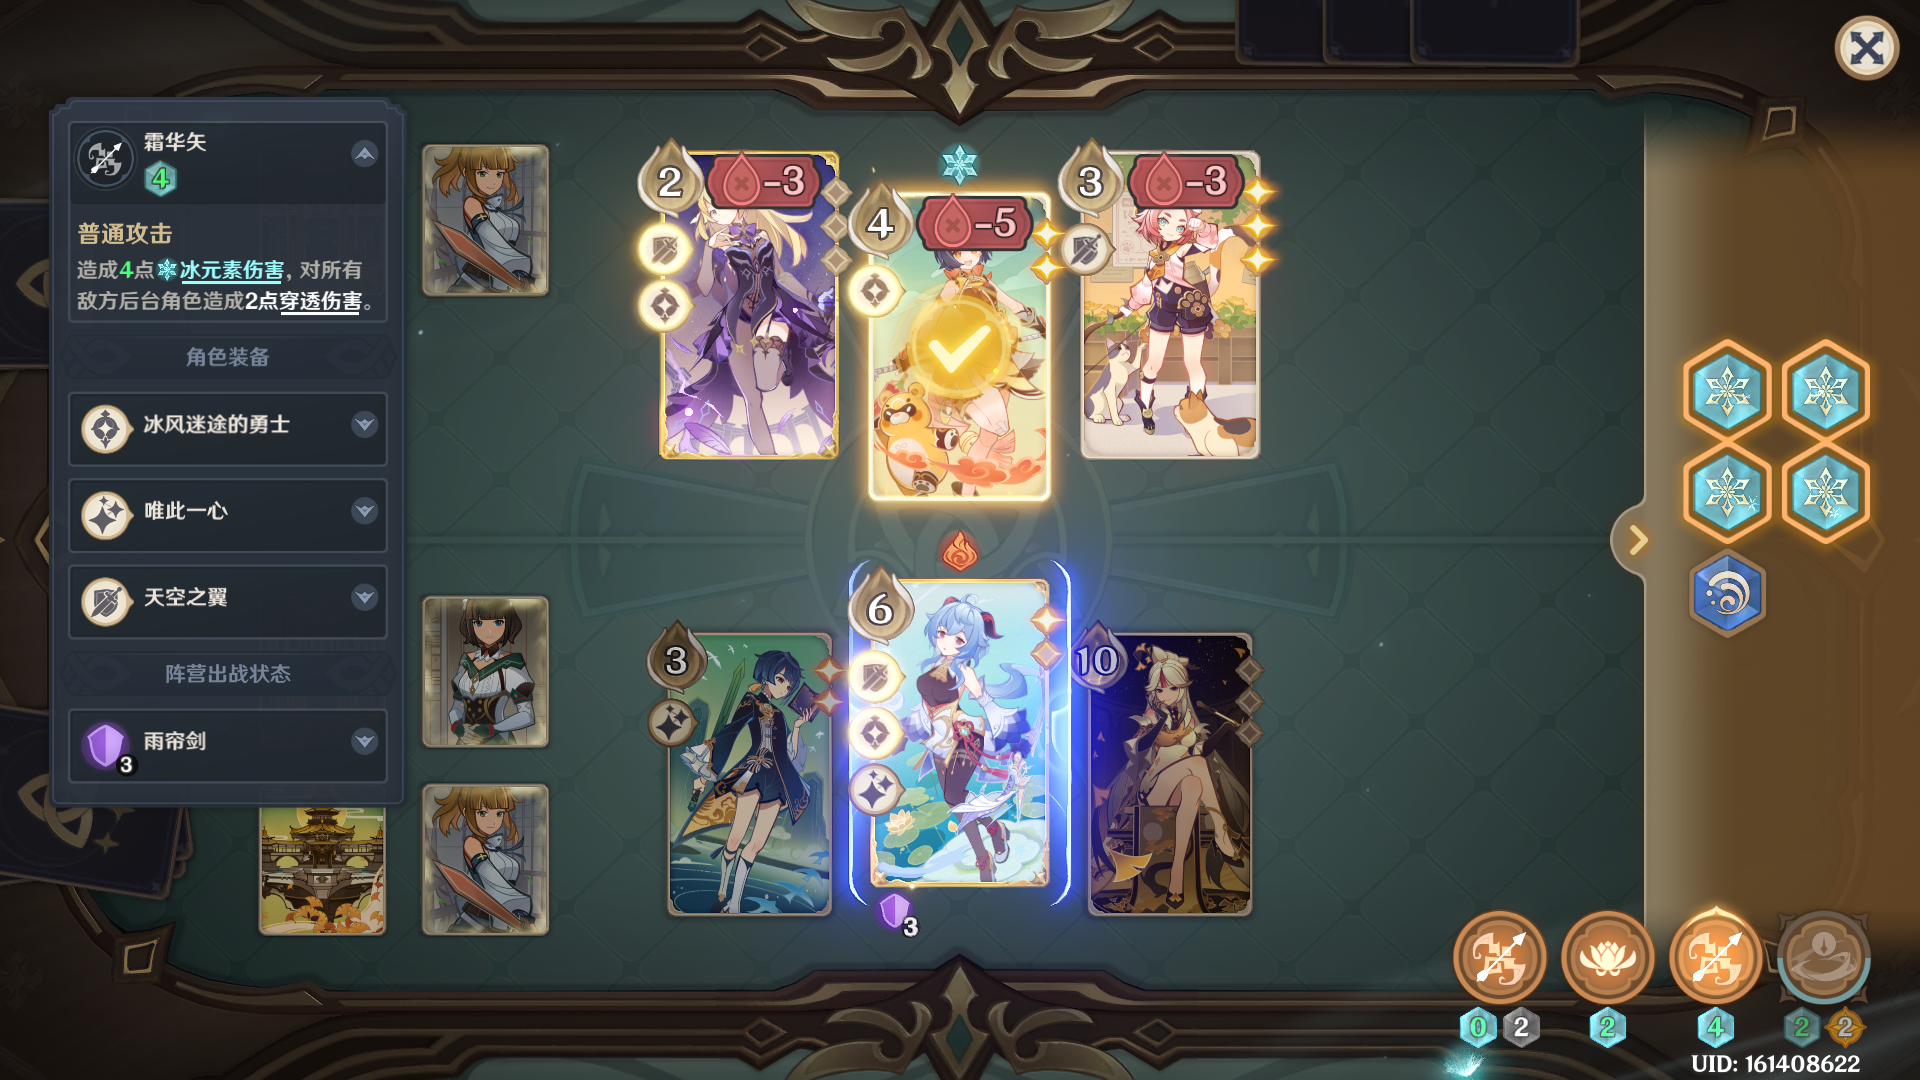 霜华矢
4
普通攻击
造成4点冰元素伤害，对所有
敌方后台角色造成2点穿透伤害。
角色装备
冰风迷途的勇士
唯此一心
天空之翼
阵营出战状态
雨帘剑
3
2
-3
4
-5
3
-3
3
6
10
3
0
2
2
4
2
2
UID: 161408622